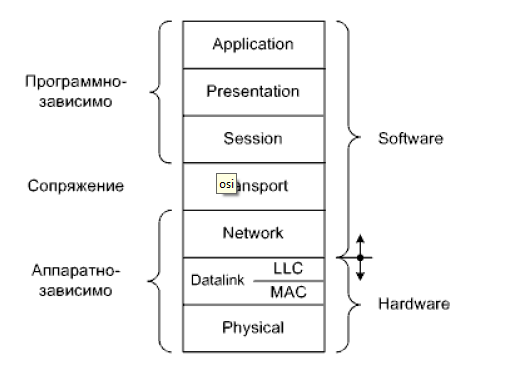 Application
Программно-
зависимо
Presentation
Session
Software
Сопряжение
osi ansport
Network
Аппаратно-
зависимо
Datalink
LLC
MAC
Hardware
Physical